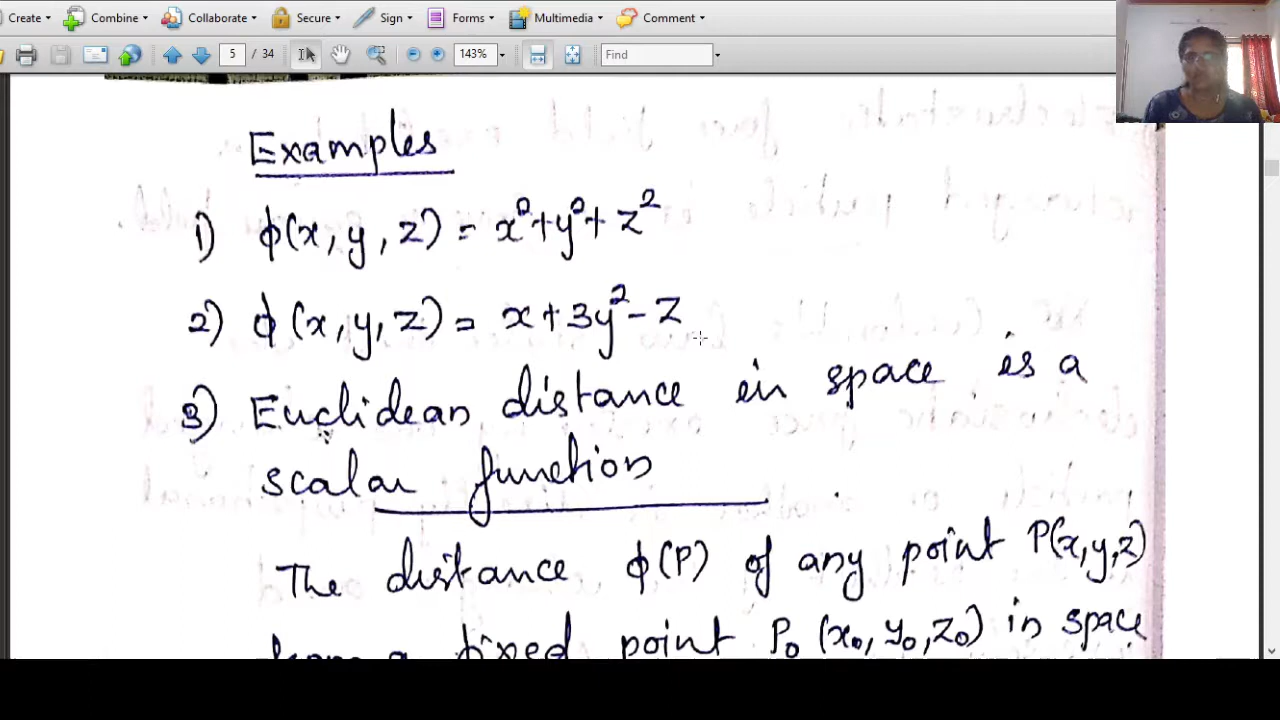 Create Combine Collaborate Secure Sign Forms Multimedia Comment
5 / 34 143% Find
Examples
1) ϕ(x, y, z) = x²+y²+ z²
2) ϕ(x, y, z) = x + 3y² - z
3) Euclidean distance in space is a
scalar function
The distance ϕ(P) of any point P(x,y,z)
from a fixed point P₀ (x₀, y₀, z₀) in space